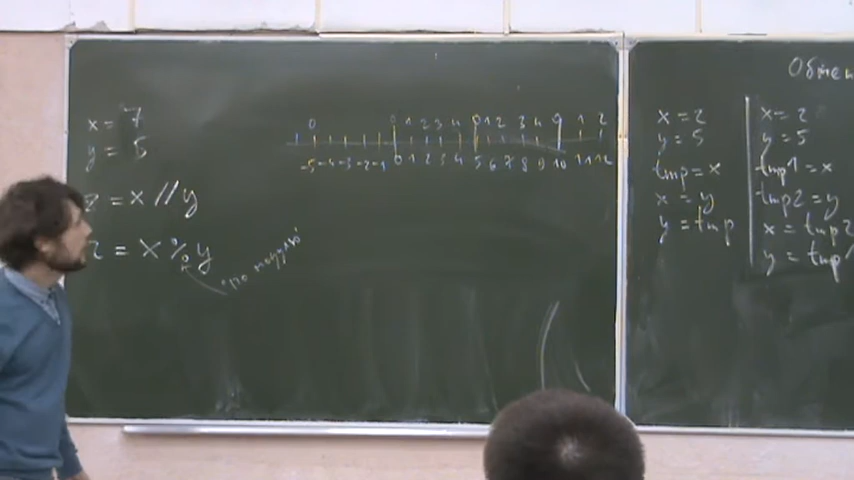 x = 7
y = 5
z = x // y
z = x % y
"по модулю"
0 0 1 2 3 4 0 1 2 3 4 0 1 2
-5 -4 -3 -2 -1 0 1 2 3 4 5 6 7 8 9 10 11 12
x = 2
y = 5
tmp = x
x = y
y = tmp
x = 2
y = 5
tmp1 = x
tmp2 = y
x = tmp2
y = tmp1